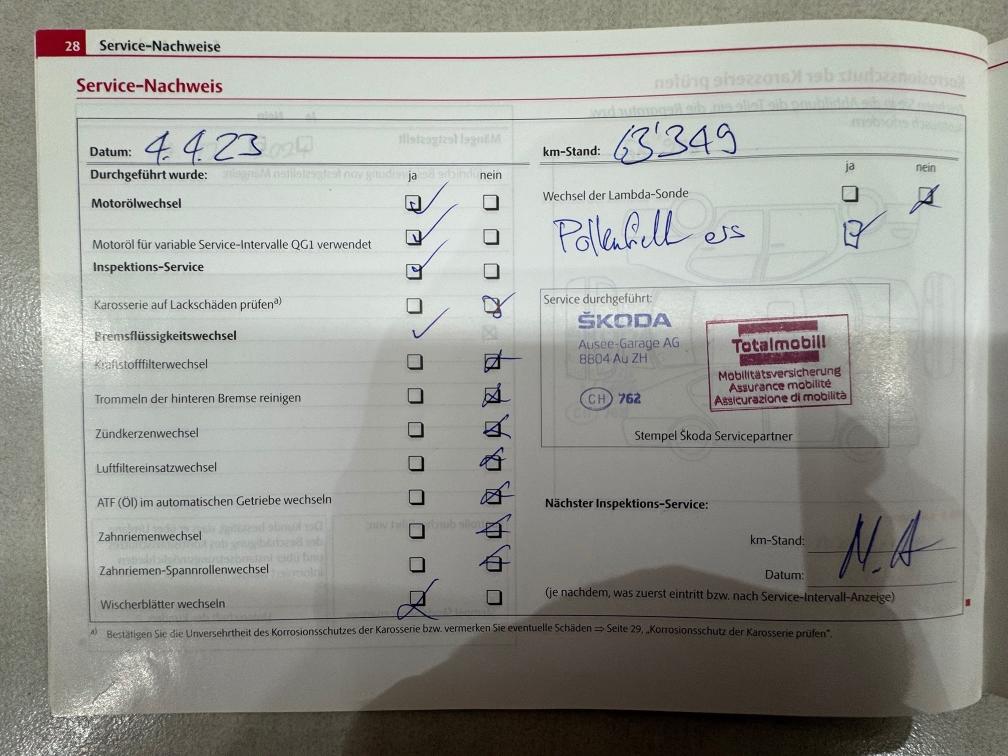 28 Service-Nachweise
Service-Nachweis
Datum: 4.4.23
Durchgeführt wurde: ja nein
Motorölwechsel
Motoröl für variable Service-Intervalle QG1 verwendet
Inspektions-Service
Karosserie auf Lackschäden prüfen a)
Bremsflüssigkeitswechsel
Kraftstofffilterwechsel
Trommeln der hinteren Bremse reinigen
Zündkerzenwechsel
Luftfiltereinsatzwechsel
ATF (Öl) im automatischen Getriebe wechseln
Zahnriemenwechsel
Zahnriemen-Spannrollenwechsel
Wischerblätter wechseln
km-Stand: 63'349
ja nein
Wechsel der Lambda-Sonde
Service durchgeführt:
ŠKODA
Ausee-Garage AG
8804 Au ZH
CH 762
Totalmobil!
Mobilitätsversicherung
Assurance mobilité
Assicurazione di mobilità
Stempel Škoda Servicepartner
Nächster Inspektions-Service:
km-Stand:
N.A
Datum:
(je nachdem, was zuerst eintritt bzw. nach Service-Intervall-Anzeige)
a) Bestätigen Sie die Unversehrtheit des Korrosionsschutzes der Karosserie bzw. vermerken Sie eventuelle Schäden ⇒ Seite 29, „Korrosionsschutz der Karosserie prüfen".